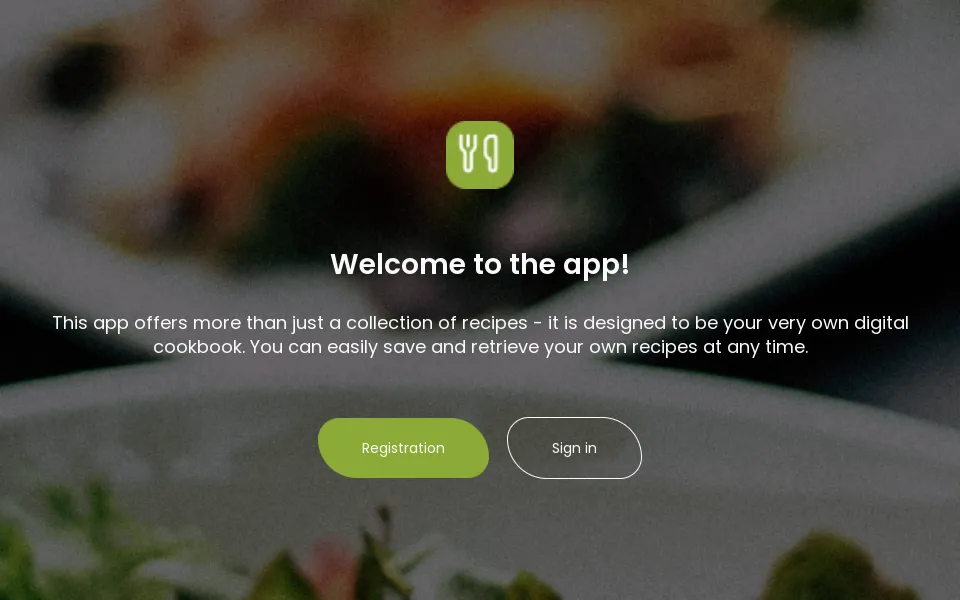 Welcome to the app!
This app offers more than just a collection of recipes - it is designed to be your very own digital
cookbook. You can easily save and retrieve your own recipes at any time.
Registration
Sign in